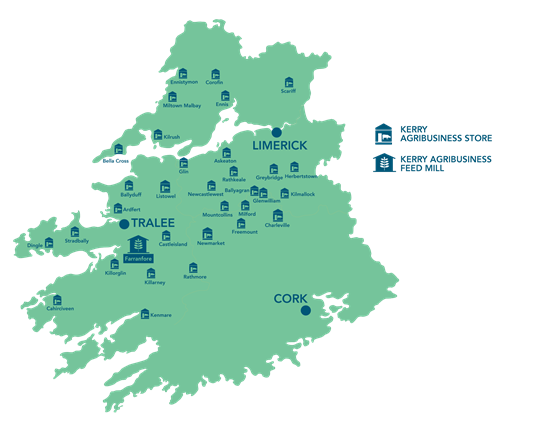 Ennistymon
Corofin
Scariff
Miltown Malbay
Ennis
Kilrush
LIMERICK
Bella Cross
Askeaton
Glin
Rathkeale
Greybridge
Herbertstown
Ballyduff
Listowel
Newcastlewest
Ballyagran
Glenwilliam
Kilmallock
Ardfert
Mountcollins
Milford
Charleville
TRALEE
Freemount
Dingle
Stradbally
Castleisland
Newmarket
Farranfore
Killorglin
Killarney
Rathmore
Cahirciveen
Kenmare
CORK
KERRY
AGRIBUSINESS STORE
KERRY AGRIBUSINESS
FEED MILL